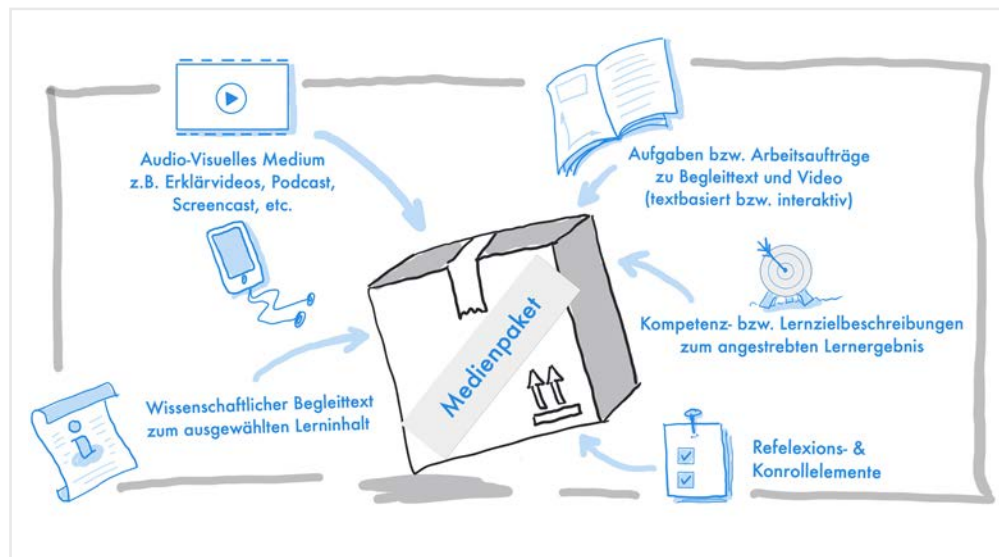 Audio-Visuelles Medium
z.B. Erklärvideos, Podcast,
Screencast, etc.
Aufgaben bzw. Arbeitsaufträge
zu Begleittext und Video
(textbasiert bzw. interaktiv)
Medienpaket
Kompetenz- bzw. Lernzielbeschreibungen
zum angestrebten Lernergebnis
Wissenschaftlicher Begleittext
zum ausgewählten Lerninhalt
Refelexions- &
Konrollelemente